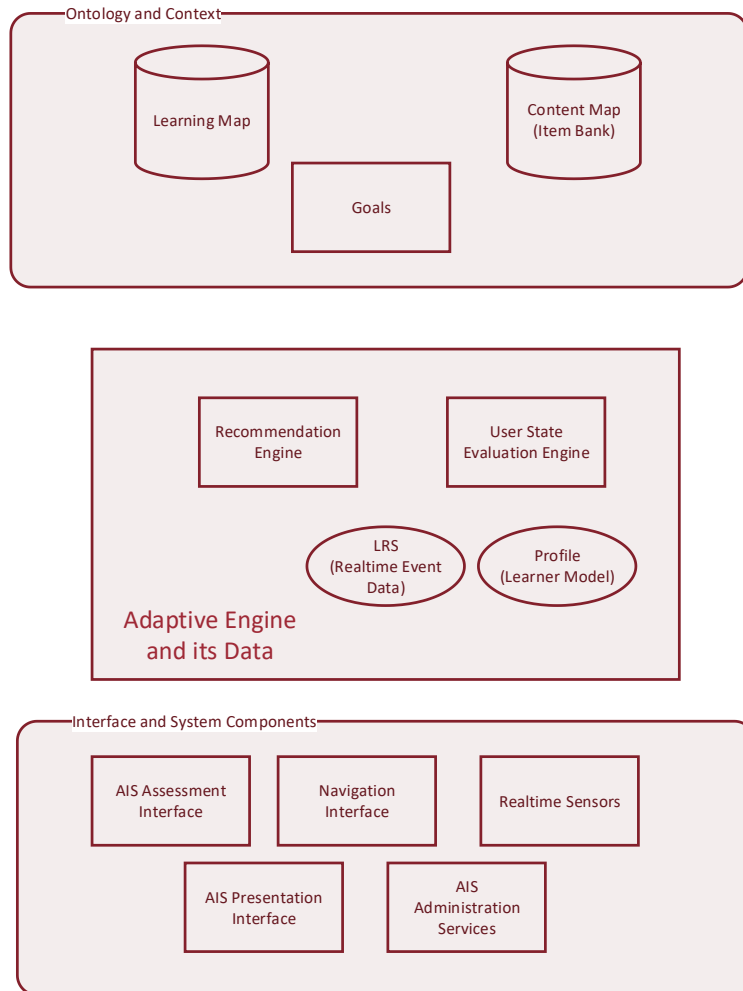 Ontology and Context
Learning Map
Content Map
(Item Bank)
Goals
Recommendation
Engine
User State
Evaluation Engine
LRS
(Realtime Event
Data)
Profile
(Learner Model)
Adaptive Engine
and its Data
Interface and System Components
AIS Assessment
Interface
Navigation
Interface
Realtime Sensors
AIS Presentation
Interface
AIS
Administration
Services